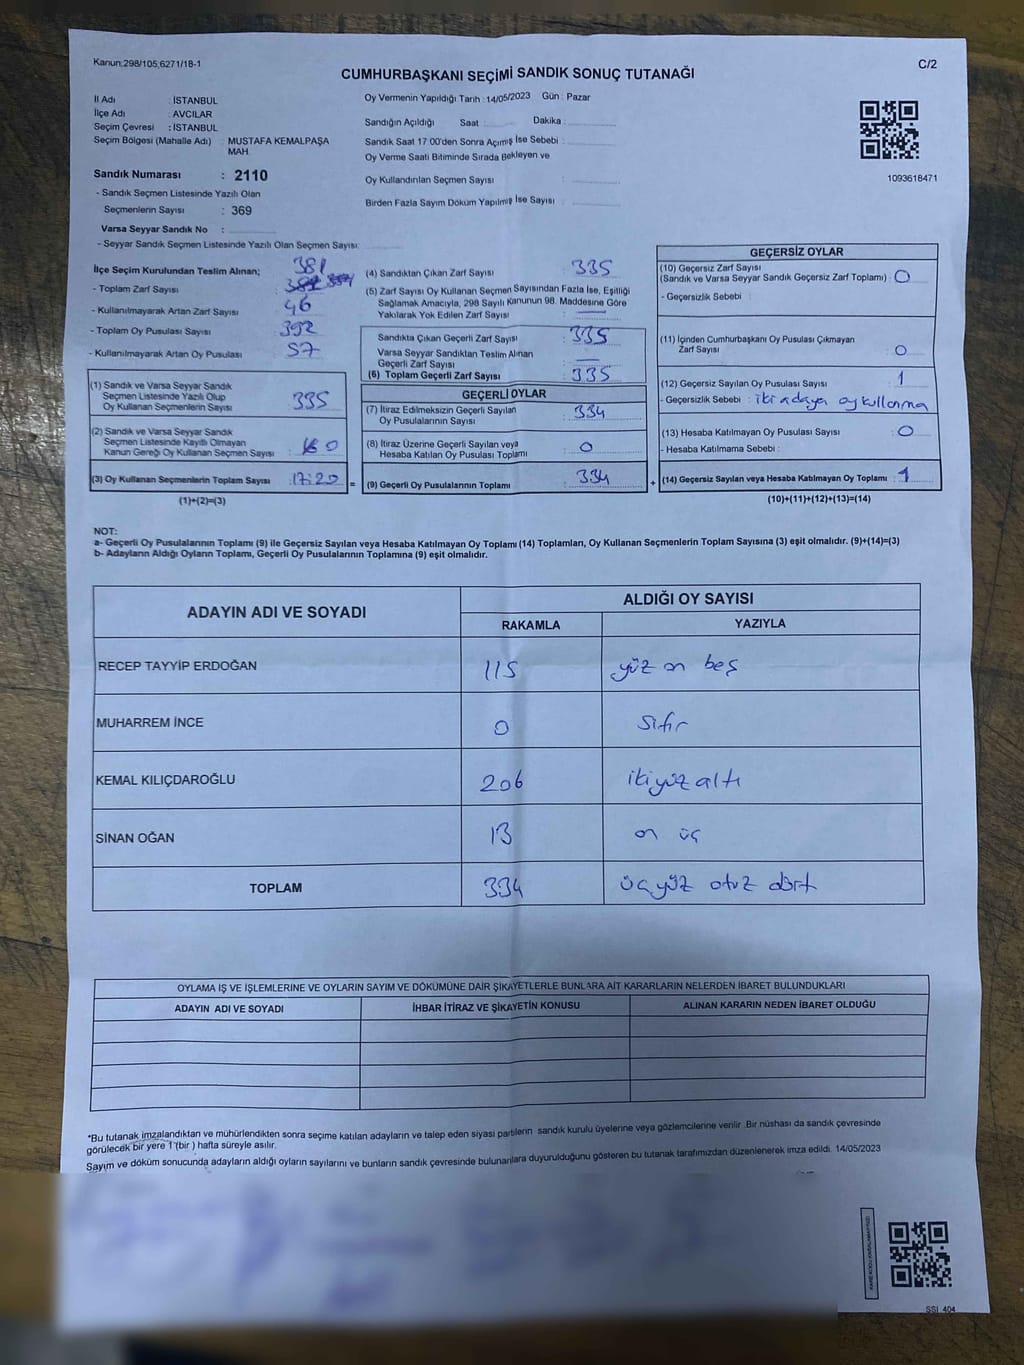 Kanun;298/105;6271/18-1
C/2
CUMHURBAŞKANI SEÇİMİ SANDIK SONUÇ TUTANAĞI
İl Adı : İSTANBUL
İlçe Adı : AVCILAR
Seçim Çevresi : İSTANBUL
Seçim Bölgesi (Mahalle Adı) : MUSTAFA KEMALPAŞA
MAH.
Sandık Numarası : 2110
- Sandık Seçmen Listesinde Yazılı Olan
Seçmenlerin Sayısı : 369
Varsa Seyyar Sandık No :
- Seyyar Sandık Seçmen Listesinde Yazılı Olan Seçmen Sayısı:
Oy Vermenin Yapıldığı Tarih : 14/05/2023 Gün : Pazar
Sandığın Açıldığı Saat : Dakika :
Sandık Saat 17:00'den Sonra Açımış İse Sebebi :
Oy Verme Saati Bitiminde Sırada Bekleyen ve
Oy Kullandırılan Seçmen Sayısı :
Birden Fazla Sayım Döküm Yapılmış İse Sayısı :
1093618471
İlçe Seçim Kurulundan Teslim Alınan; 381
- Toplam Zarf Sayısı :
- Kullanılmayarak Artan Zarf Sayısı : 46
- Toplam Oy Pusulası Sayısı : 392
- Kullanılmayarak Artan Oy Pusulası : 57
(1) Sandık ve Varsa Seyyar Sandık
Seçmen Listesinde Yazılı Olup
Oy Kullanan Seçmenlerin Sayısı : 335
(2) Sandık ve Varsa Seyyar Sandık
Seçmen Listesinde Kayıtlı Olmayan
Kanun Gereği Oy Kullanan Seçmen Sayısı : 0
(3) Oy Kullanan Seçmenlerin Toplam Sayısı : 17:20 =
(1)+(2)=(3)
(4) Sandıktan Çıkan Zarf Sayısı : 335
(5) Zarf Sayısı Oy Kullanan Seçmen Sayısından Fazla İse, Eşitliği
Sağlamak Amacıyla, 298 Sayılı Kanunun 98. Maddesine Göre
Yakılarak Yok Edilen Zarf Sayısı : —
Sandıkta Çıkan Geçerli Zarf Sayısı : 335
Varsa Seyyar Sandıktan Teslim Alınan
Geçerli Zarf Sayısı : —
(6) Toplam Geçerli Zarf Sayısı : 335
GEÇERLİ OYLAR
(7) İtiraz Edilmeksizin Geçerli Sayılan
Oy Pusulalarının Sayısı : 334
(8) İtiraz Üzerine Geçerli Sayılan veya
Hesaba Katılan Oy Pusulası Toplamı : 0
(9) Geçerli Oy Pusulalarının Toplamı : 334 +
GEÇERSİZ OYLAR
(10) Geçersiz Zarf Sayısı
(Sandık ve Varsa Seyyar Sandık Geçersiz Zarf Toplamı) : 0
- Geçersizlik Sebebi :
(11) İçinden Cumhurbaşkanı Oy Pusulası Çıkmayan
Zarf Sayısı : 0
(12) Geçersiz Sayılan Oy Pusulası Sayısı : 1
- Geçersizlik Sebebi : iki adaya oy kullanma
(13) Hesaba Katılmayan Oy Pusulası Sayısı : 0
- Hesaba Katılmama Sebebi :
(14) Geçersiz Sayılan veya Hesaba Katılmayan Oy Toplamı : 1
(10)+(11)+(12)+(13)=(14)
NOT:
a- Geçerli Oy Pusulalarının Toplamı (9) ile Geçersiz Sayılan veya Hesaba Katılmayan Oy Toplamı (14) Toplamları, Oy Kullanan Seçmenlerin Toplam Sayısına (3) eşit olmalıdır. (9)+(14)=(3)
b- Adayların Aldığı Oyların Toplamı, Geçerli Oy Pusulalarının Toplamına (9) eşit olmalıdır.
ADAYIN ADI VE SOYADI ALDIĞI OY SAYISI
RAKAMLA YAZIYLA
RECEP TAYYİP ERDOĞAN 115 yüz on beş
MUHARREM İNCE 0 sıfır
KEMAL KILIÇDAROĞLU 206 ikiyüz altı
SİNAN OĞAN 13 on üç
TOPLAM 334 üçyüz otuz dört
OYLAMA İŞ VE İŞLEMLERİNE VE OYLARIN SAYIM VE DÖKÜMÜNE DAİR ŞİKAYETLERLE BUNLARA AİT KARARLARIN NELERDEN İBARET BULUNDUKLARI
ADAYIN ADI VE SOYADI İHBAR İTİRAZ VE ŞİKAYETİN KONUSU ALINAN KARARIN NEDEN İBARET OLDUĞU
*Bu tutanak imzalandıktan ve mühürlendikten sonra seçime katılan adayların ve talep eden siyasi partilerin sandık kurulu üyelerine veya gözlemcilerine verilir .Bir nüshası da sandık çevresinde
görülecek bir yere 1 (bir ) hafta süreyle asılır.
Sayım ve döküm sonucunda adayların aldığı oyların sayılarını ve bunların sandık çevresinde bulunanlara duyurulduğunu gösteren bu tutanak tarafımızdan düzenlenerek imza edildi. 14/05/2023
SSI_404